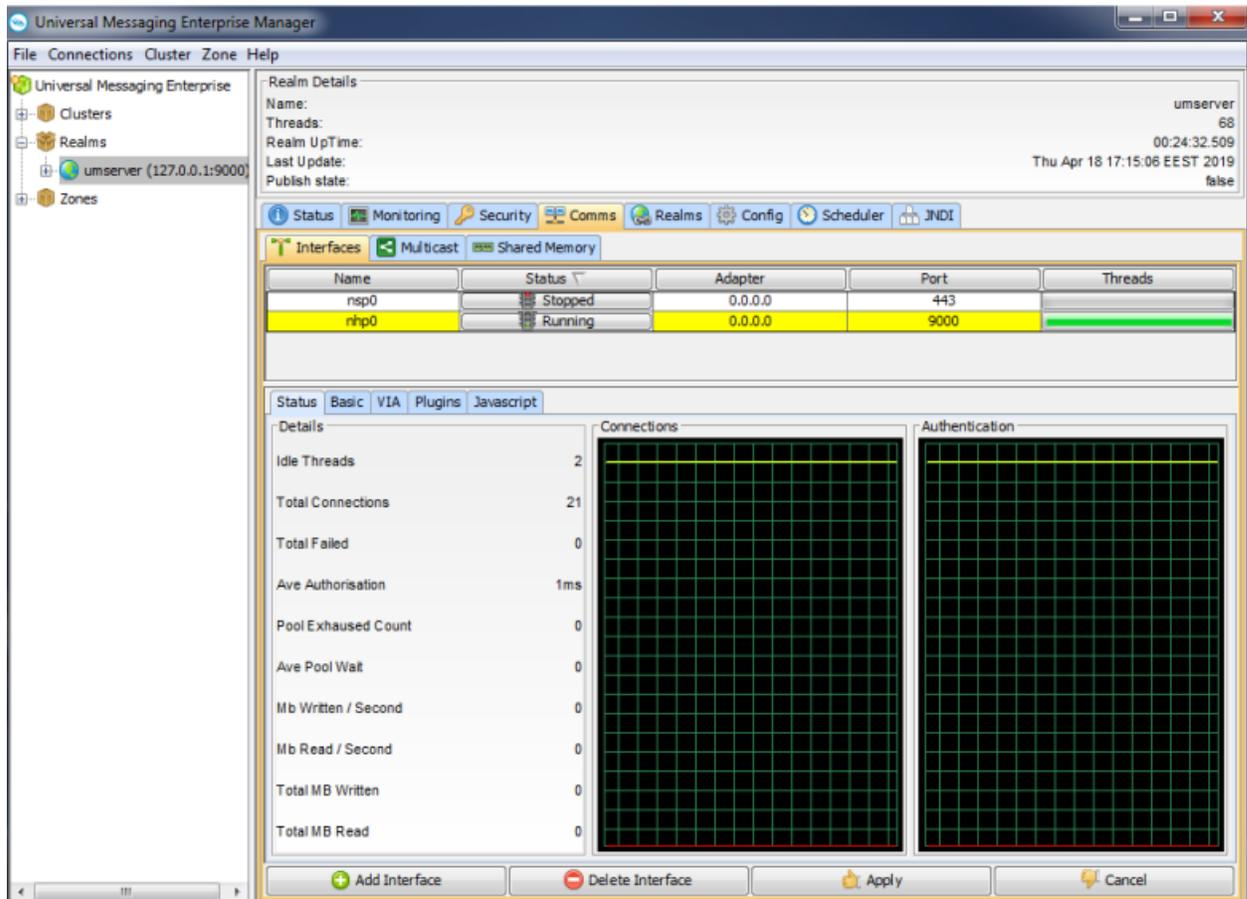 Universal Messaging Enterprise Manager
File Connections Cluster Zone Help
Universal Messaging Enterprise
Clusters
Realms
umserver (127.0.0.1:9000)
Zones
Realm Details
Name: umserver
Threads: 68
Realm UpTime: 00:24:32.509
Last Update: Thu Apr 18 17:15:06 EEST 2019
Publish state: false
Status Monitoring Security Comms Realms Config Scheduler JNDI
Interfaces Multicast Shared Memory
Name Status Adapter Port Threads
nsp0 Stopped 0.0.0.0 443
nhp0 Running 0.0.0.0 9000
Status Basic VIA Plugins Javascript
Details
Idle Threads 2
Total Connections 21
Total Failed 0
Ave Authorisation 1ms
Pool Exhaused Count 0
Ave Pool Wait 0
Mb Written / Second 0
Mb Read / Second 0
Total MB Written 0
Total MB Read 0
Connections
Authentication
Add Interface Delete Interface Apply Cancel